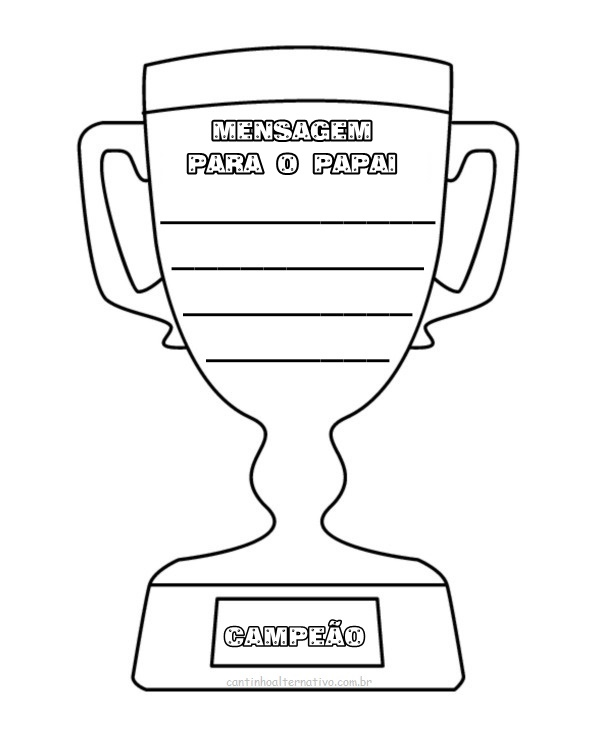 MENSAGEM
PARA O PAPAI
CAMPEÃO
cantinhoalternativo.com.br